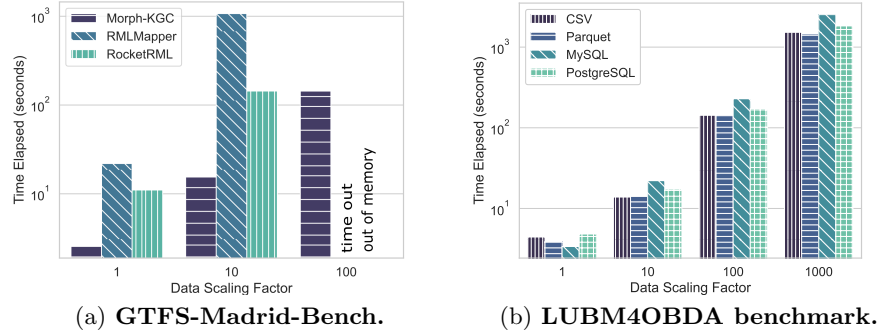 10³
10²
10¹
Time Elapsed (seconds)
Morph-KGC
RMLMapper
RocketRML
time out
out of memory
1 10 100
Data Scaling Factor
(a) GTFS-Madrid-Bench.
10³
10²
10¹
Time Elapsed (seconds)
CSV
Parquet
MySQL
PostgreSQL
1 10 100 1000
Data Scaling Factor
(b) LUBM4OBDA benchmark.